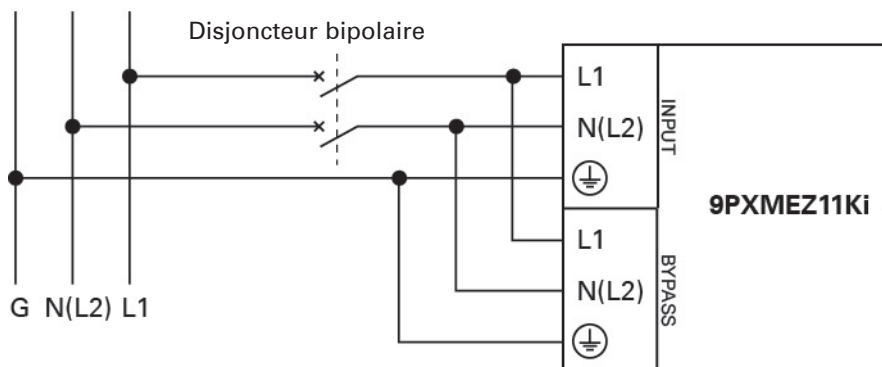 Disjoncteur bipolaire
L1
N(L2)
INPUT
9PXMEZ11Ki
L1
N(L2)
BYPASS
G N(L2) L1